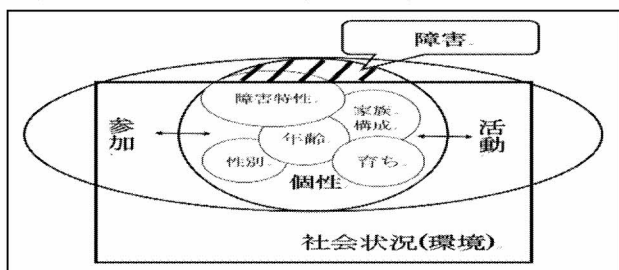 障害
障害特性
参加
家族
構成
活動
年齢
性別
育ち
個性
社会状況(環境)